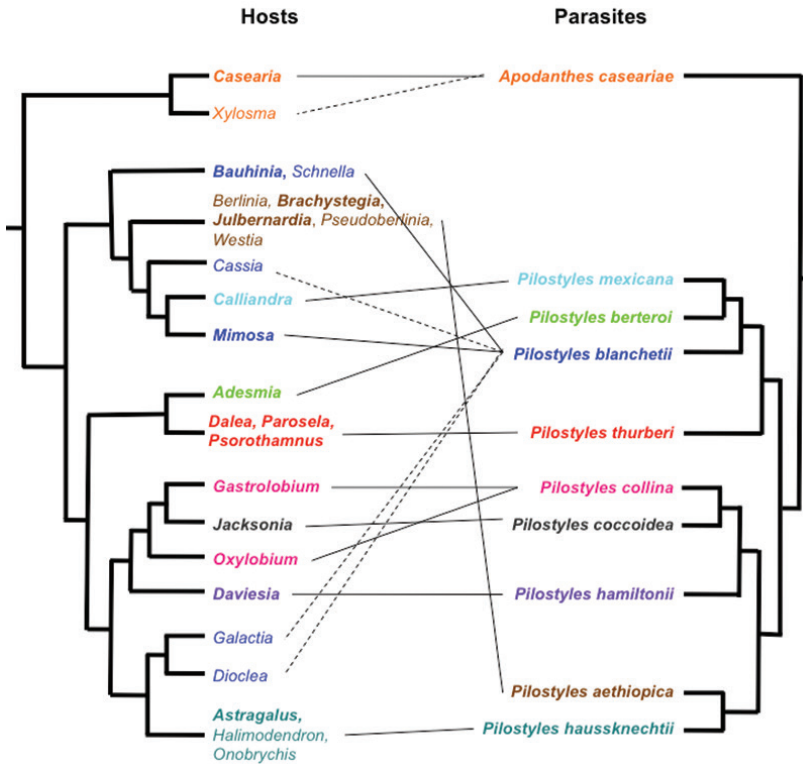 Hosts
Parasites
Casearia
Xylosma
Bauhinia, Schnella
Berlinia, Brachystegia,
Julbernardia, Pseudoberlinia,
Westia
Cassia
Calliandra
Mimosa
Adesmia
Dalea, Parosela,
Psorothamnus
Gastrolobium
Jacksonia
Oxylobium
Daviesia
Galactia
Dioclea
Astragalus,
Halimodendron,
Onobrychis
Apodanthes caseariae
Pilostyles mexicana
Pilostyles berteroi
Pilostyles blanchetii
Pilostyles thurberi
Pilostyles collina
Pilostyles coccoidea
Pilostyles hamiltonii
Pilostyles aethiopica
Pilostyles haussknechtii